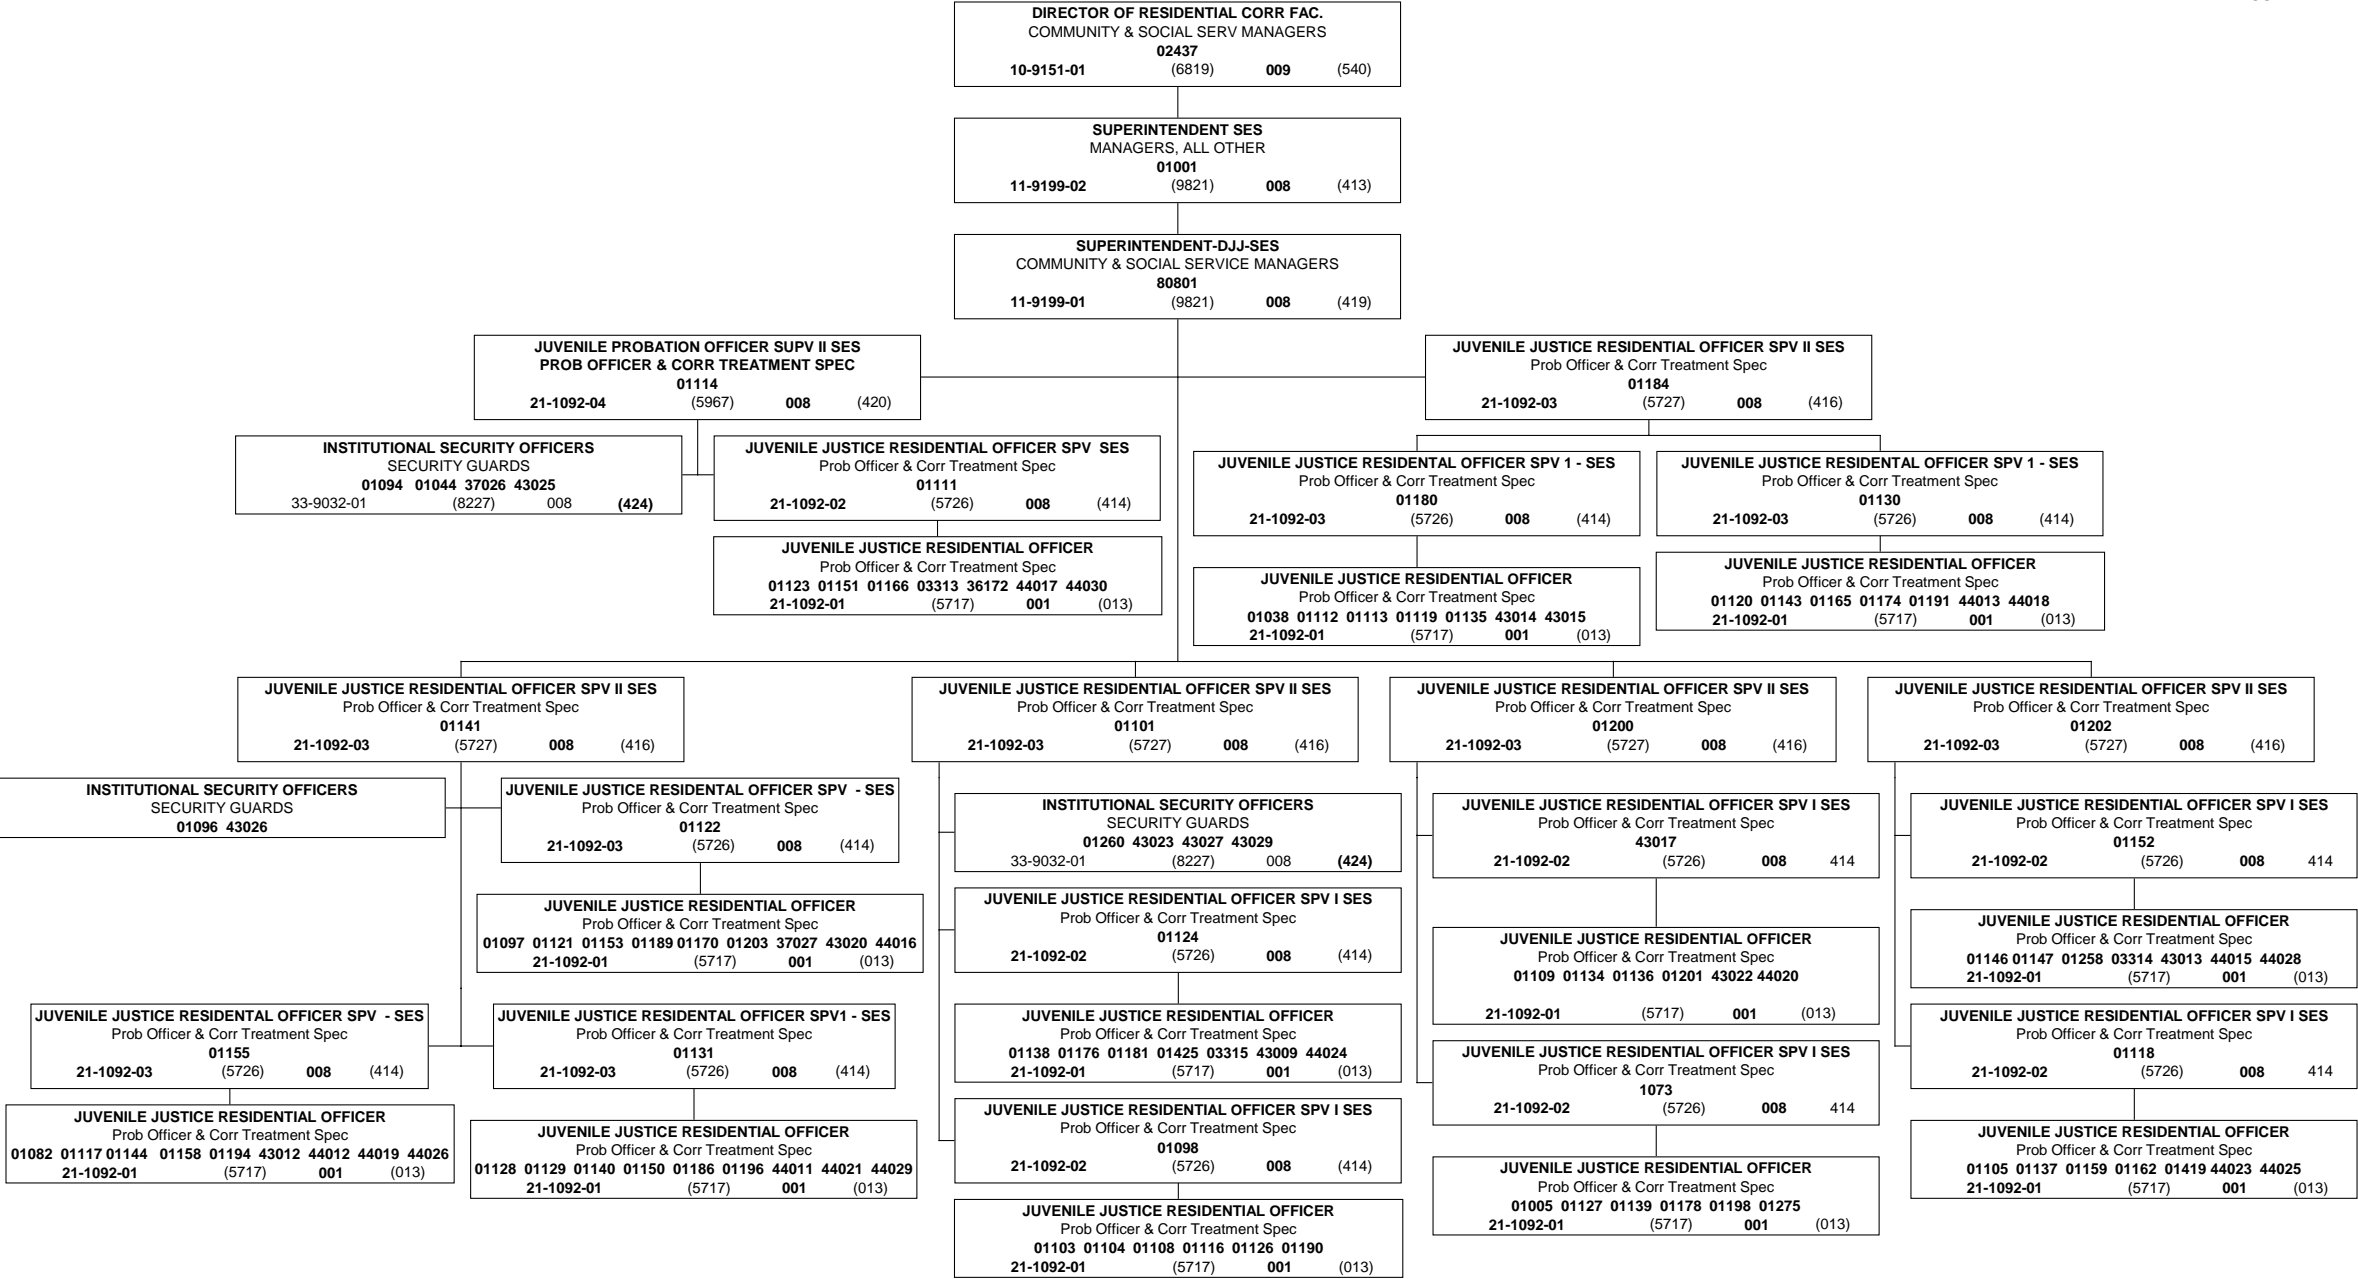 DIRECTOR OF RESIDENTIAL CORR FAC.
COMMUNITY & SOCIAL SERV MANAGERS
02437
10-9151-01 (6819) 009 (540)
SUPERINTENDENT SES
MANAGERS, ALL OTHER
01001
11-9199-02 (9821) 008 (413)
SUPERINTENDENT-DJJ-SES
COMMUNITY & SOCIAL SERVICE MANAGERS
80801
11-9199-01 (9821) 008 (419)
JUVENILE PROBATION OFFICER SUPV II SES
PROB OFFICER & CORR TREATMENT SPEC
01114
21-1092-04 (5967) 008 (420)
JUVENILE JUSTICE RESIDENTIAL OFFICER SPV II SES
Prob Officer & Corr Treatment Spec
01184
21-1092-03 (5727) 008 (416)
INSTITUTIONAL SECURITY OFFICERS
SECURITY GUARDS
01094 01044 37026 43025
33-9032-01 (8227) 008 (424)
JUVENILE JUSTICE RESIDENTIAL OFFICER SPV SES
Prob Officer & Corr Treatment Spec
01111
21-1092-02 (5726) 008 (414)
JUVENILE JUSTICE RESIDENTAL OFFICER SPV 1 - SES
Prob Officer & Corr Treatment Spec
01180
21-1092-03 (5726) 008 (414)
JUVENILE JUSTICE RESIDENTAL OFFICER SPV 1 - SES
Prob Officer & Corr Treatment Spec
01130
21-1092-03 (5726) 008 (414)
JUVENILE JUSTICE RESIDENTIAL OFFICER
Prob Officer & Corr Treatment Spec
01123 01151 01166 03313 36172 44017 44030
21-1092-01 (5717) 001 (013)
JUVENILE JUSTICE RESIDENTIAL OFFICER
Prob Officer & Corr Treatment Spec
01038 01112 01113 01119 01135 43014 43015
21-1092-01 (5717) 001 (013)
JUVENILE JUSTICE RESIDENTIAL OFFICER
Prob Officer & Corr Treatment Spec
01120 01143 01165 01174 01191 44013 44018
21-1092-01 (5717) 001 (013)
JUVENILE JUSTICE RESIDENTIAL OFFICER SPV II SES
Prob Officer & Corr Treatment Spec
01141
21-1092-03 (5727) 008 (416)
JUVENILE JUSTICE RESIDENTIAL OFFICER SPV II SES
Prob Officer & Corr Treatment Spec
01101
21-1092-03 (5727) 008 (416)
JUVENILE JUSTICE RESIDENTIAL OFFICER SPV II SES
Prob Officer & Corr Treatment Spec
01200
21-1092-03 (5727) 008 (416)
JUVENILE JUSTICE RESIDENTIAL OFFICER SPV II SES
Prob Officer & Corr Treatment Spec
01202
21-1092-03 (5727) 008 (416)
INSTITUTIONAL SECURITY OFFICERS
SECURITY GUARDS
01096 43026
JUVENILE JUSTICE RESIDENTAL OFFICER SPV - SES
Prob Officer & Corr Treatment Spec
01122
21-1092-03 (5726) 008 (414)
JUVENILE JUSTICE RESIDENTIAL OFFICER
Prob Officer & Corr Treatment Spec
01097 01121 01153 01189 01170 01203 37027 43020 44016
21-1092-01 (5717) 001 (013)
JUVENILE JUSTICE RESIDENTAL OFFICER SPV - SES
Prob Officer & Corr Treatment Spec
01155
21-1092-03 (5726) 008 (414)
JUVENILE JUSTICE RESIDENTAL OFFICER SPV1 - SES
Prob Officer & Corr Treatment Spec
01131
21-1092-03 (5726) 008 (414)
JUVENILE JUSTICE RESIDENTIAL OFFICER
Prob Officer & Corr Treatment Spec
01082 01117 01144 01158 01194 43012 44012 44019 44026
21-1092-01 (5717) 001 (013)
JUVENILE JUSTICE RESIDENTIAL OFFICER
Prob Officer & Corr Treatment Spec
01128 01129 01140 01150 01186 01196 44011 44021 44029
21-1092-01 (5717) 001 (013)
INSTITUTIONAL SECURITY OFFICERS
SECURITY GUARDS
01260 43023 43027 43029
33-9032-01 (8227) 008 (424)
JUVENILE JUSTICE RESIDENTIAL OFFICER SPV I SES
Prob Officer & Corr Treatment Spec
01124
21-1092-02 (5726) 008 (414)
JUVENILE JUSTICE RESIDENTIAL OFFICER
Prob Officer & Corr Treatment Spec
01138 01176 01181 01425 03315 43009 44024
21-1092-01 (5717) 001 (013)
JUVENILE JUSTICE RESIDENTIAL OFFICER SPV I SES
Prob Officer & Corr Treatment Spec
01098
21-1092-02 (5726) 008 (414)
JUVENILE JUSTICE RESIDENTIAL OFFICER
Prob Officer & Corr Treatment Spec
01103 01104 01108 01116 01126 01190
21-1092-01 (5717) 001 (013)
JUVENILE JUSTICE RESIDENTIAL OFFICER SPV I SES
Prob Officer & Corr Treatment Spec
43017
21-1092-02 (5726) 008 414
JUVENILE JUSTICE RESIDENTIAL OFFICER
Prob Officer & Corr Treatment Spec
01109 01134 01136 01201 43022 44020
21-1092-01 (5717) 001 (013)
JUVENILE JUSTICE RESIDENTIAL OFFICER SPV I SES
Prob Officer & Corr Treatment Spec
1073
21-1092-02 (5726) 008 414
JUVENILE JUSTICE RESIDENTIAL OFFICER
Prob Officer & Corr Treatment Spec
01005 01127 01139 01178 01198 01275
21-1092-01 (5717) 001 (013)
JUVENILE JUSTICE RESIDENTIAL OFFICER SPV I SES
Prob Officer & Corr Treatment Spec
01152
21-1092-02 (5726) 008 414
JUVENILE JUSTICE RESIDENTIAL OFFICER
Prob Officer & Corr Treatment Spec
01146 01147 01258 03314 43013 44015 44028
21-1092-01 (5717) 001 (013)
JUVENILE JUSTICE RESIDENTIAL OFFICER SPV I SES
Prob Officer & Corr Treatment Spec
01118
21-1092-02 (5726) 008 414
JUVENILE JUSTICE RESIDENTIAL OFFICER
Prob Officer & Corr Treatment Spec
01105 01137 01159 01162 01419 44023 44025
21-1092-01 (5717) 001 (013)